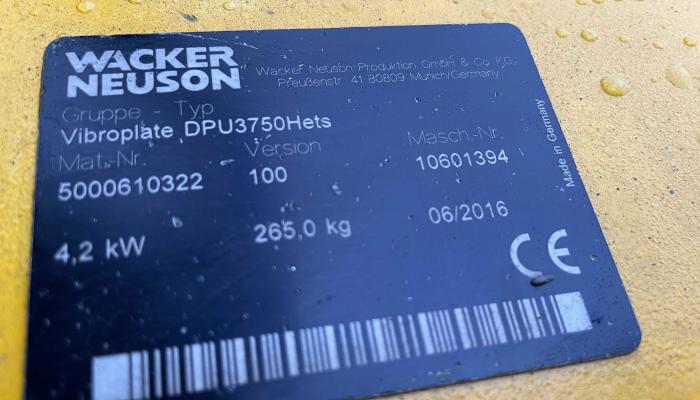 WACKER
NEUSON
Wacker Neuson Produktion GmbH & Co. KG,
Preußenstr. 41 80809 Munich/Germany
Gruppe - Typ
Vibroplate DPU3750Hets
Mat.-Nr. Version Masch.-Nr.
5000610322 100 10601394
4,2 kW 265,0 kg 06/2016
Made in Germany
CE